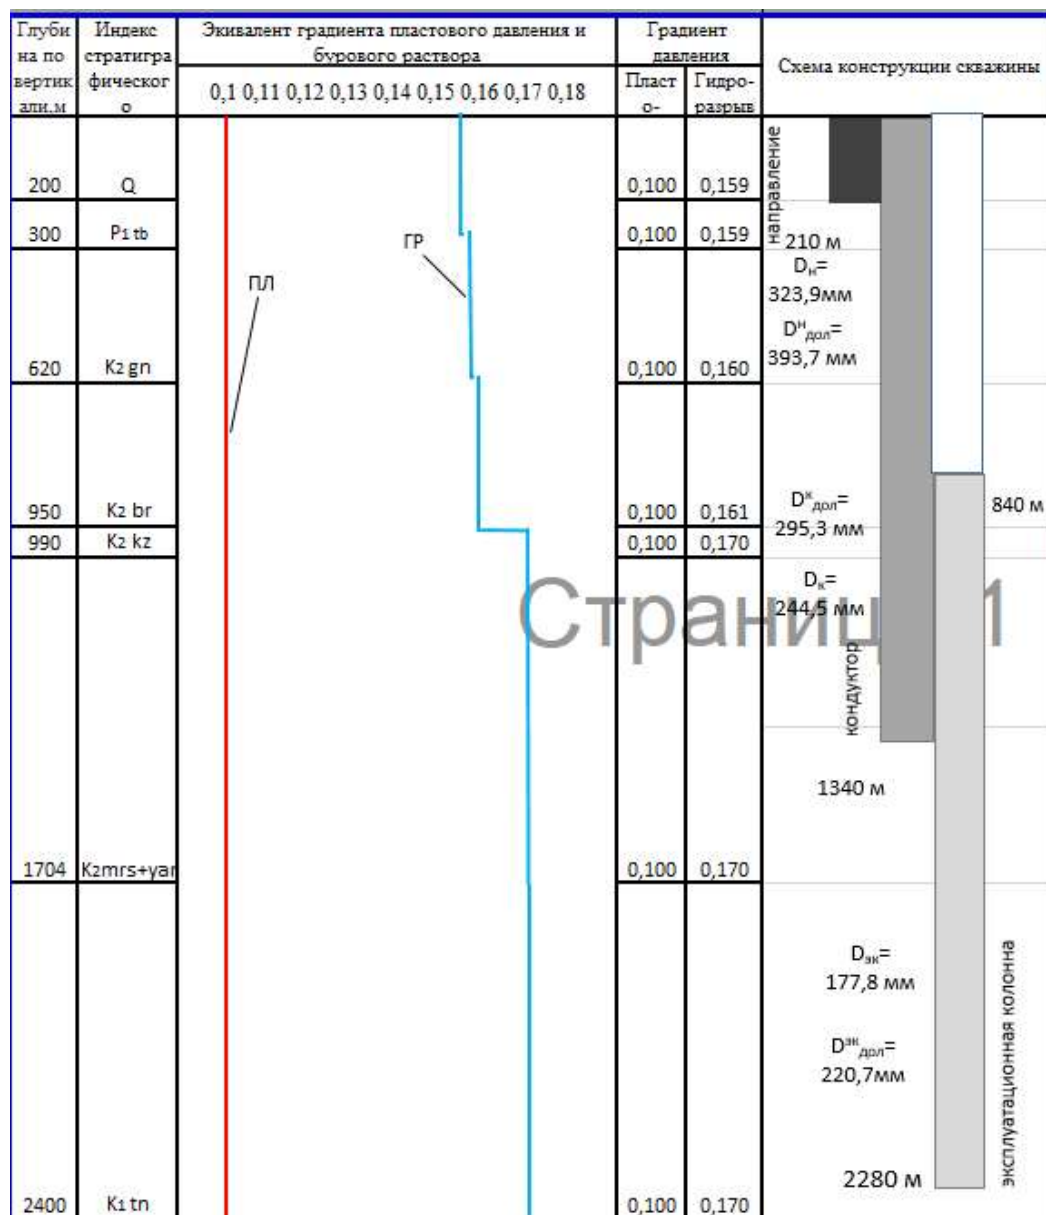 Глуби
на по
вертик
али,м
Индекс
стратигра
фическог
о
Экивалент градиента пластового давления и
бурового раствора
0,1 0,11 0,12 0,13 0,14 0,15 0,16 0,17 0,18
Градиент
давления
Пласт
о-
Гидро-
разрыв
Схема конструкции скважины
200 Q 0,100 0,159
300 P1 tb 0,100 0,159
620 K2 gn 0,100 0,160
950 K2 br 0,100 0,161
990 K2 kz 0,100 0,170
1704 K2mrs+yar 0,100 0,170
2400 K1 tn 0,100 0,170
ПЛ
ГР
направление
210 м
Dн=
323,9мм
Dндол=
393,7 мм
Dкдол=
295,3 мм
840 м
Dк=
244,5 мм
Страница 1
кондуктор
1340 м
Dэк=
177,8 мм
Dэкдол=
220,7мм
эксплуатационная колонна
2280 м